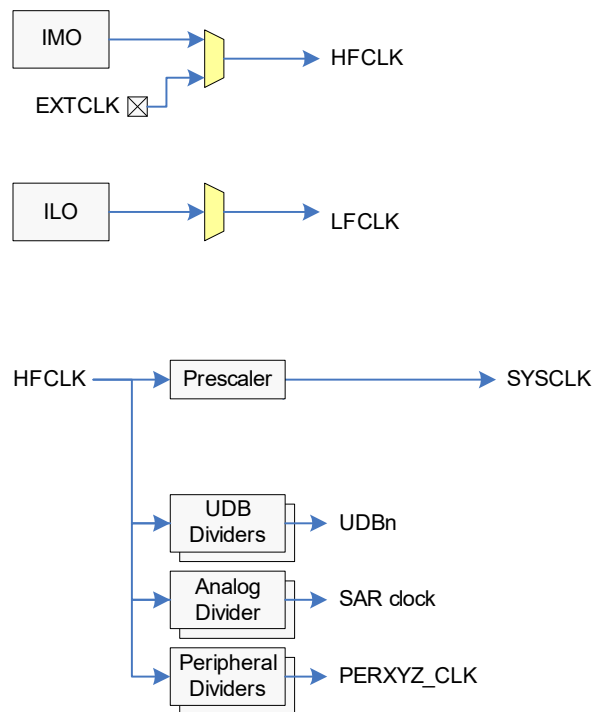 IMO
HFCLK
EXTCLK
ILO
LFCLK
HFCLK
Prescaler
SYSCLK
UDB
Dividers
UDBn
Analog
Divider
SAR clock
Peripheral
Dividers
PERXYZ_CLK